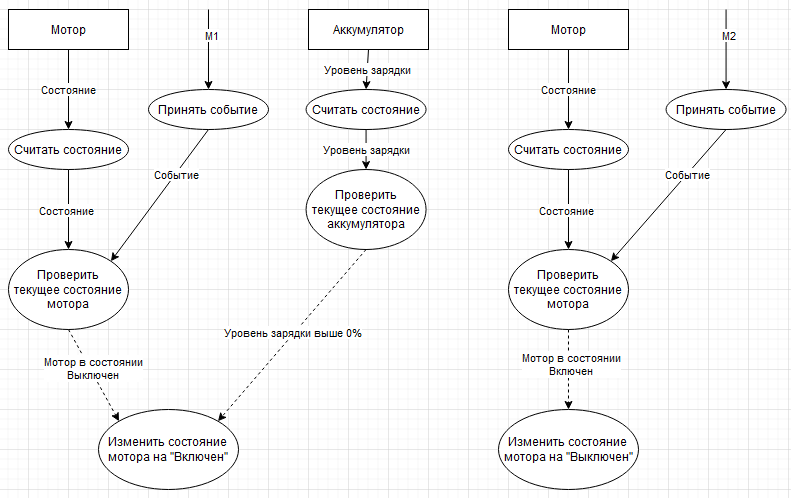 Мотор
М1
Аккумулятор
Мотор
М2
Уровень зарядки
Состояние
Состояние
Принять событие
Считать состояние
Принять событие
Считать состояние
Уровень зарядки
Считать состояние
Событие
Событие
Состояние
Проверить
текущее состояние
аккумулятора
Состояние
Проверить
текущее состояние
мотора
Проверить
текущее состояние
мотора
Уровень зарядки выше 0%
Мотор в состоянии
Выключен
Мотор в состоянии
Включен
Изменить состояние
мотора на "Включен"
Изменить состояние
мотора на "Выключен"